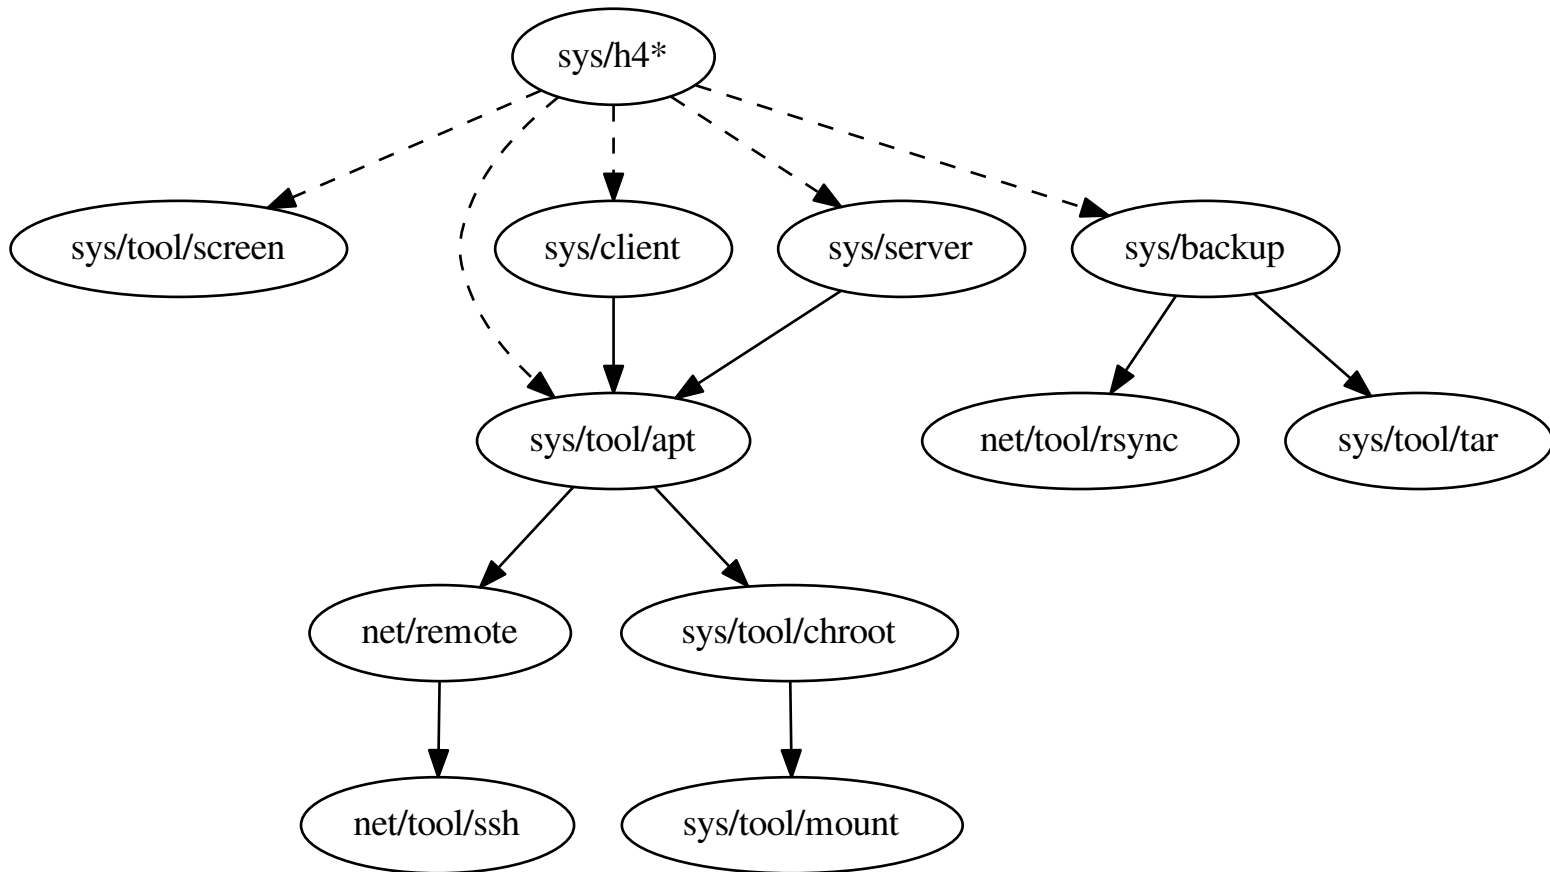 sys/h4*
sys/tool/screen
sys/client
sys/server
sys/backup
sys/tool/apt
net/tool/rsync
sys/tool/tar
net/remote
sys/tool/chroot
net/tool/ssh
sys/tool/mount